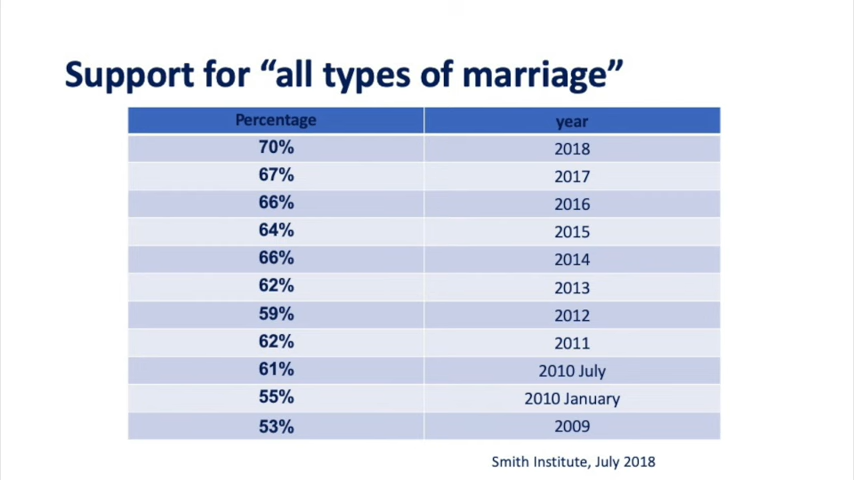 Support for “all types of marriage”
Percentage year
70% 2018
67% 2017
66% 2016
64% 2015
66% 2014
62% 2013
59% 2012
62% 2011
61% 2010 July
55% 2010 January
53% 2009
Smith Institute, July 2018